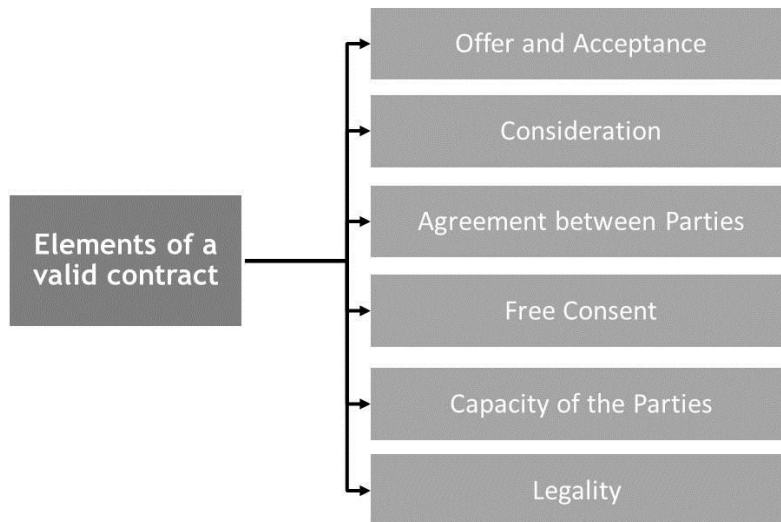 Elements of a
valid contract
Offer and Acceptance
Consideration
Agreement between Parties
Free Consent
Capacity of the Parties
Legality